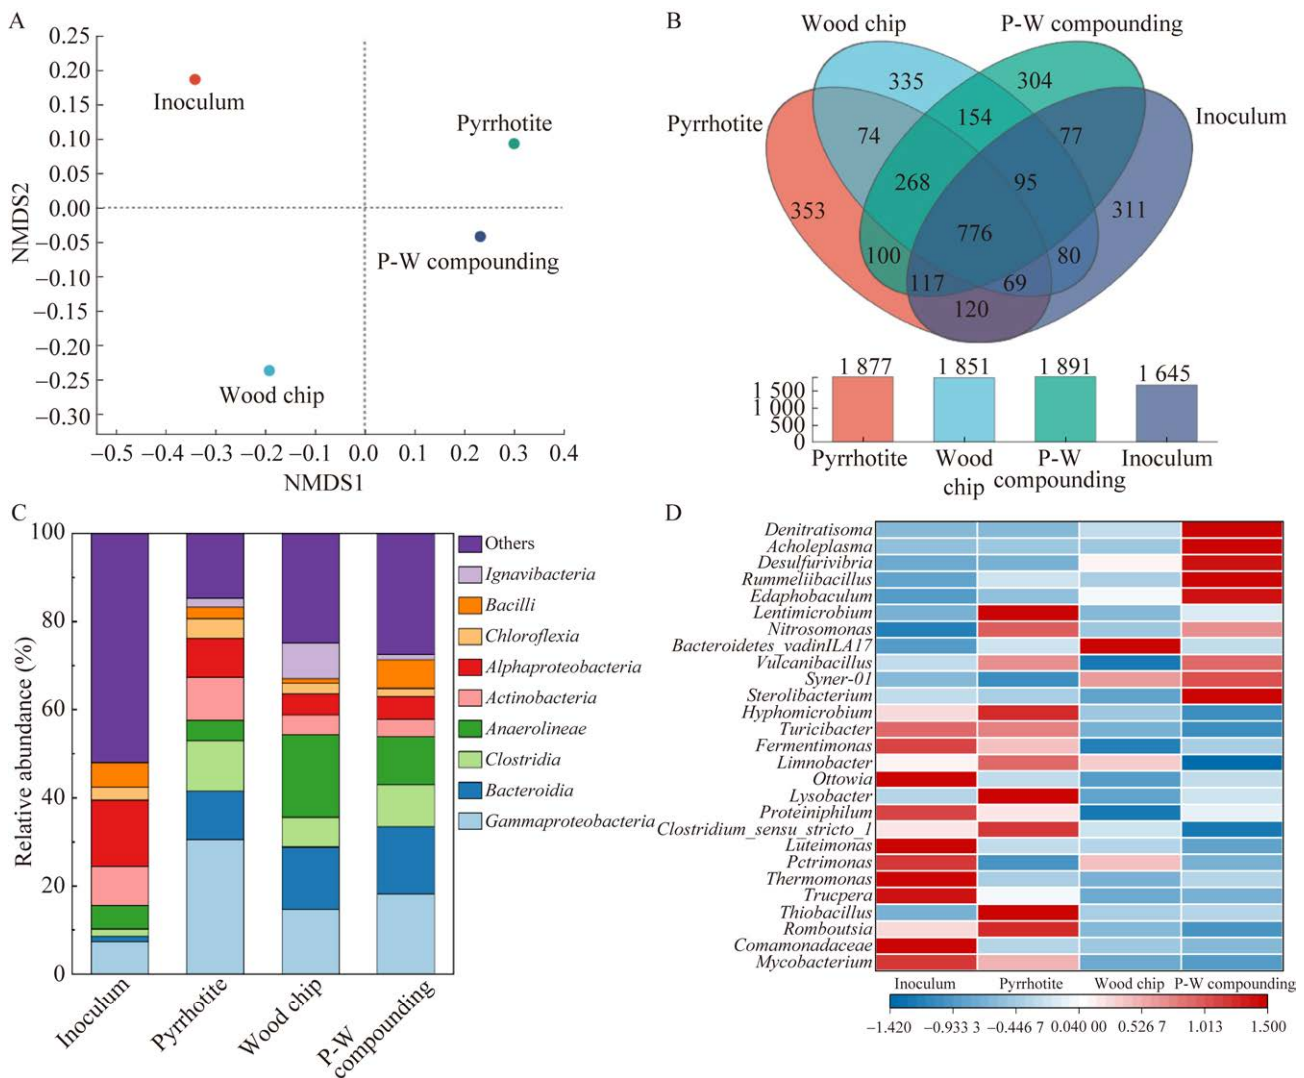 A
NMDS2
0.25
0.20
0.15
0.10
0.05
0.00
−0.05
−0.10
−0.15
−0.20
−0.25
−0.30
Inoculum
Pyrrhotite
P-W compounding
Wood chip
−0.5 −0.4 −0.3 −0.2 −0.1 0.0 0.1 0.2 0.3 0.4
NMDS1
B
Wood chip
P-W compounding
Pyrrhotite
Inoculum
335
304
154
74
77
268
95
353
311
776
100
80
117
69
120
1 877
1 851
1 891
1 645
1 500
1 000
500
0
Pyrrhotite
Wood
chip
P-W
compounding
Inoculum
C
Relative abundance (%)
100
80
60
40
20
0
Inoculum
Pyrrhotite
Wood chip
P-W
compounding
Others
Ignavibacteria
Bacilli
Chloroflexia
Alphaproteobacteria
Actinobacteria
Anaerolineae
Clostridia
Bacteroidia
Gammaproteobacteria
D
Denitratisoma
Acholeplasma
Desulfurivibria
Rummeliibacillus
Edaphobaculum
Lentimicrobium
Nitrosomonas
Bacteroidetes_vadinILA17
Vulcanibacillus
Syner-01
Sterolibacterium
Hyphomicrobium
Turicibacter
Fermentimonas
Limnobacter
Ottowia
Lysobacter
Proteiniphilum
Clostridium_sensu_stricto_1
Luteimonas
Pctrimonas
Thermomonas
Trucpera
Thiobacillus
Romboutsia
Comamonadaceae
Mycobacterium
Inoculum
Pyrrhotite
Wood chip
P-W compounding
−1.420 −0.933 3 −0.446 7 0.040 00 0.526 7 1.013 1.500